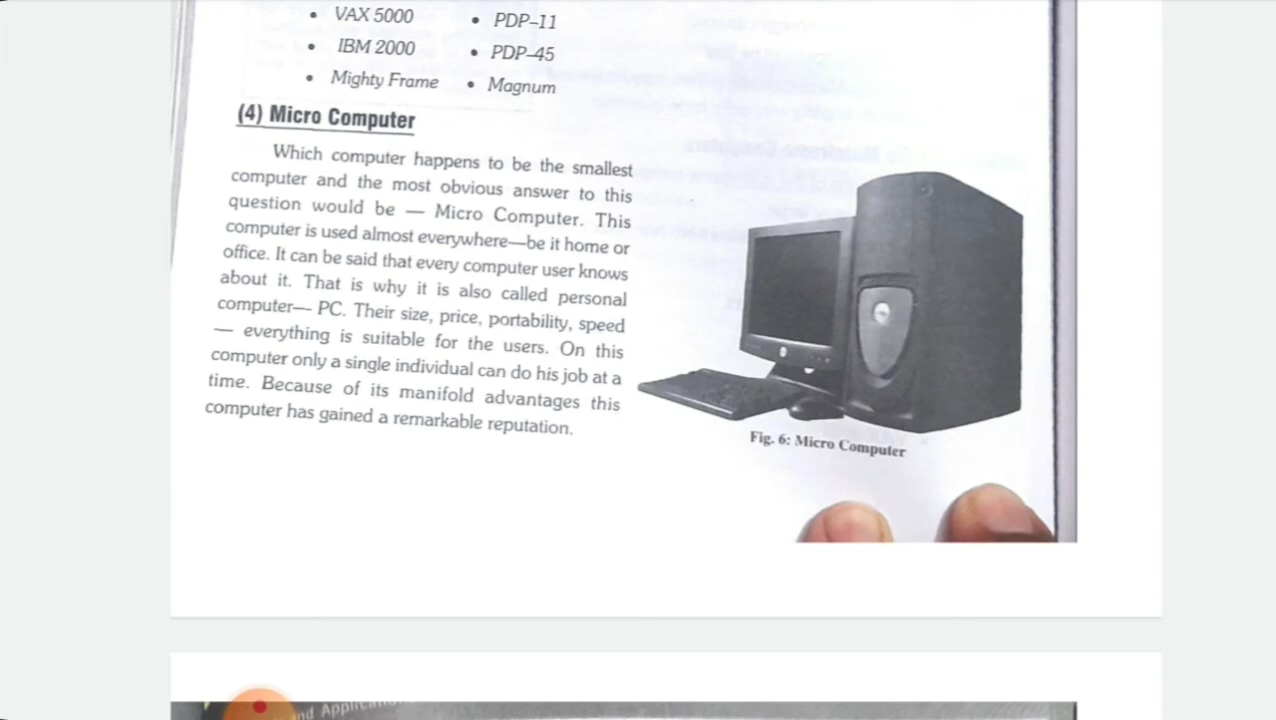 • VAX 5000 • PDP–11
• IBM 2000 • PDP–45
• Mighty Frame • Magnum
(4) Micro Computer
Which computer happens to be the smallest
computer and the most obvious answer to this
question would be — Micro Computer. This
computer is used almost everywhere—be it home or
office. It can be said that every computer user knows
about it. That is why it is also called personal
computer— PC. Their size, price, portability, speed
— everything is suitable for the users. On this
computer only a single individual can do his job at a
time. Because of its manifold advantages this
computer has gained a remarkable reputation.
Fig. 6: Micro Computer